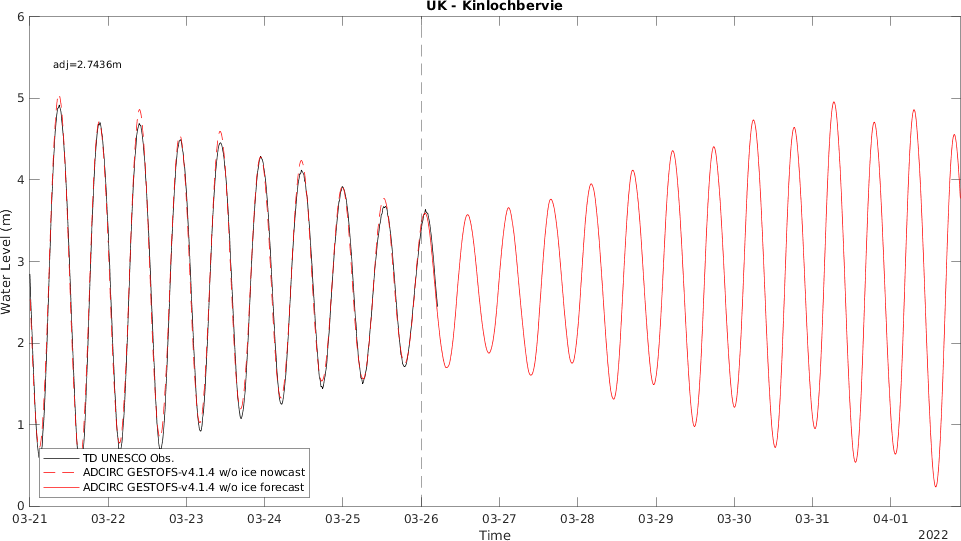 UK - Kinlochbervie
adj=2.7436m
6
5
4
3
2
1
0
Water Level (m)
TD UNESCO Obs.
ADCIRC GESTOFS-v4.1.4 w/o ice nowcast
ADCIRC GESTOFS-v4.1.4 w/o ice forecast
03-21 03-22 03-23 03-24 03-25 03-26 03-27 03-28 03-29 03-30 03-31 04-01
Time
2022